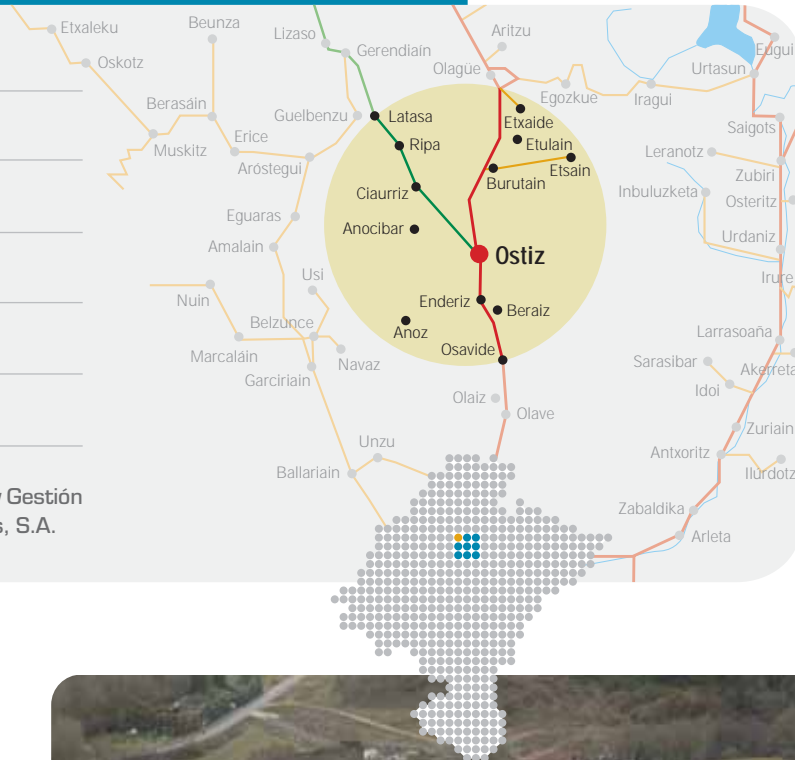 Etxaleku
Beunza
Lizaso
Gerendiaín
Aritzu
Eugui
Oskotz
Olagüe
Urtasun
Berasáin
Guelbenzu
Latasa
Egozkue
Iragui
Etxaide
Saigots
Muskitz
Erice
Ripa
Etulain
Leranotz
Aróstegui
Etsain
Zubiri
Ciaurriz
Burutain
Inbuluzketa
Osteritz
Eguaras
Anocibar
Urdaniz
Amalain
Ostiz
Usi
Irure
Nuin
Enderiz
Beraiz
Belzunce
Anoz
Larrasoaña
Marcaláin
Navaz
Osavide
Sarasibar
Akerreta
Garciriain
Idoi
Olaiz
Olave
Zuriain
Unzu
Antxoritz
Ballariain
Ilúrdotz
y Gestión
s, S.A.
Zabaldika
Arleta